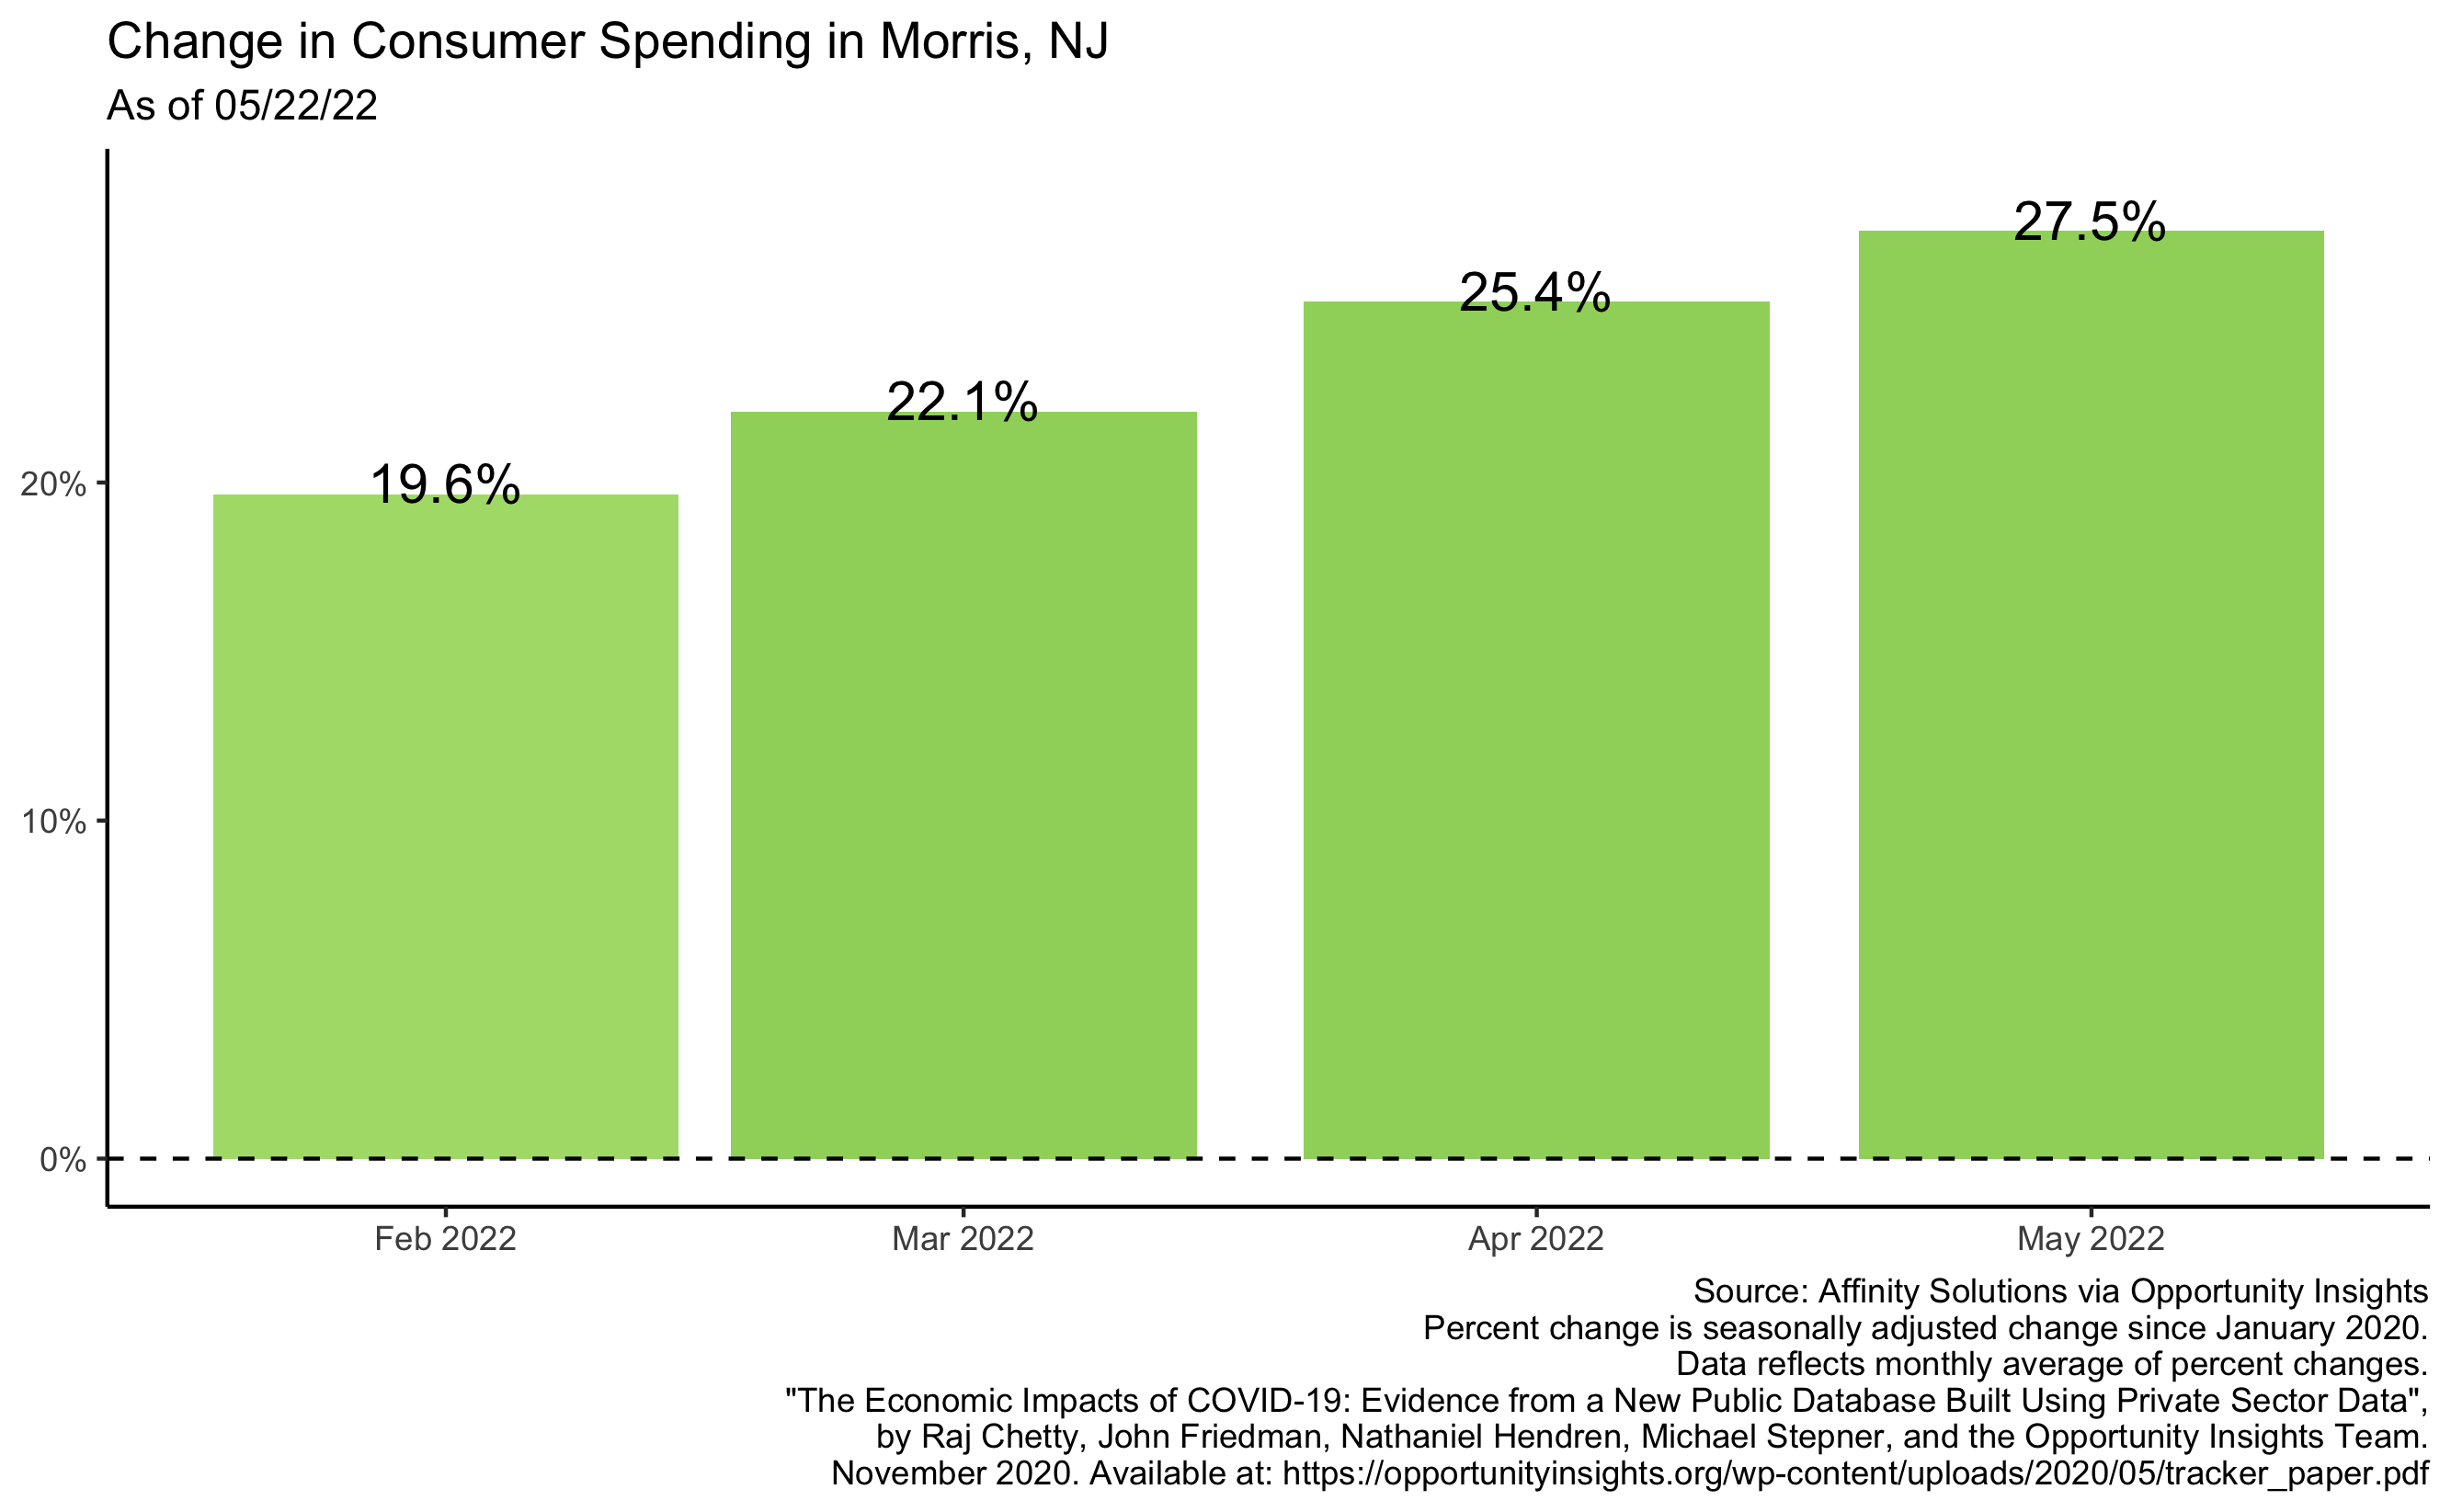 Change in Consumer Spending in Morris, NJ
As of 05/22/22
27.5%
25.4%
22.1%
19.6%
20%
10%
0%
Feb 2022 Mar 2022 Apr 2022 May 2022
Source: Affinity Solutions via Opportunity Insights
Percent change is seasonally adjusted change since January 2020.
Data reflects monthly average of percent changes.
"The Economic Impacts of COVID-19: Evidence from a New Public Database Built Using Private Sector Data",
by Raj Chetty, John Friedman, Nathaniel Hendren, Michael Stepner, and the Opportunity Insights Team.
November 2020. Available at: https://opportunityinsights.org/wp-content/uploads/2020/05/tracker_paper.pdf